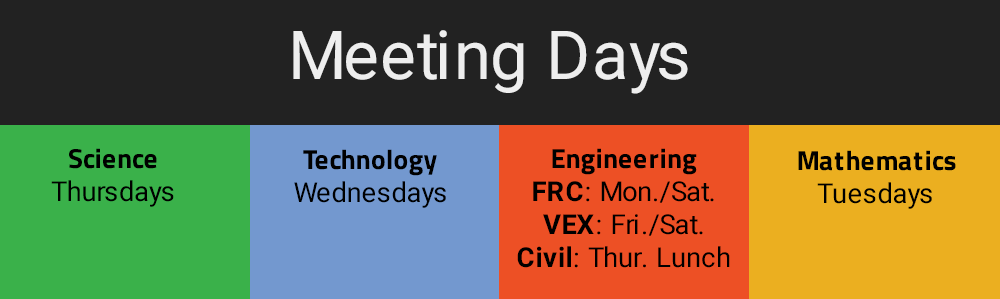 Meeting Days
Science
Thursdays
Technology
Wednesdays
Engineering
FRC: Mon./Sat.
VEX: Fri./Sat.
Civil: Thur. Lunch
Mathematics
Tuesdays